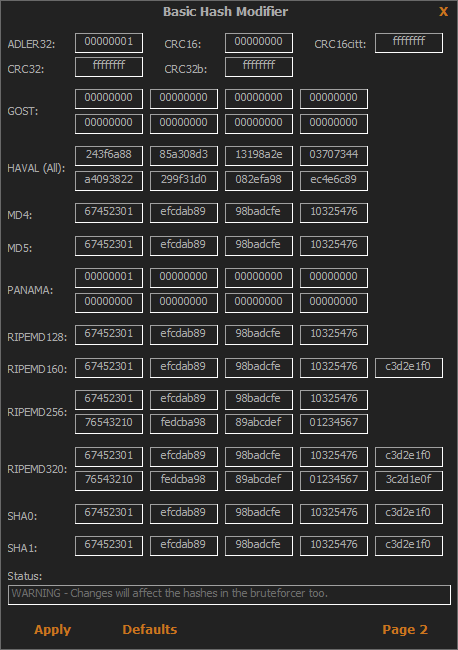 Basic Hash Modifier X
ADLER32: 00000001 CRC16: 00000000 CRC16citt: ffffffff
CRC32: ffffffff CRC32b: ffffffff
GOST:
00000000 00000000 00000000 00000000
00000000 00000000 00000000 00000000
HAVAL (All):
243f6a88 85a308d3 13198a2e 03707344
a4093822 299f31d0 082efa98 ec4e6c89
MD4: 67452301 efcdab89 98badcfe 10325476
MD5: 67452301 efcdab89 98badcfe 10325476
PANAMA:
00000001 00000000 00000000 00000000
00000000 00000000 00000000 00000000
RIPEMD128: 67452301 efcdab89 98badcfe 10325476
RIPEMD160: 67452301 efcdab89 98badcfe 10325476 c3d2e1f0
RIPEMD256:
67452301 efcdab89 98badcfe 10325476
76543210 fedcba98 89abcdef 01234567
RIPEMD320:
67452301 efcdab89 98badcfe 10325476 c3d2e1f0
76543210 fedcba98 89abcdef 01234567 3c2d1e0f
SHA0: 67452301 efcdab89 98badcfe 10325476 c3d2e1f0
SHA1: 67452301 efcdab89 98badcfe 10325476 c3d2e1f0
Status:
WARNING - Changes will affect the hashes in the bruteforcer too.
Apply Defaults Page 2